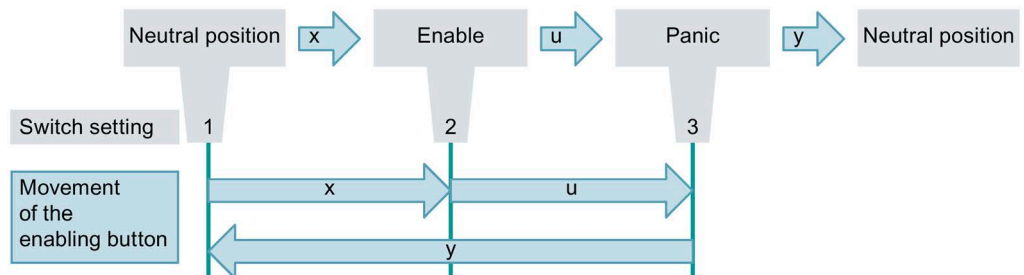 Neutral position x Enable u Panic y Neutral position
Switch setting 1 2 3
Movement
of the
enabling button
x u
y